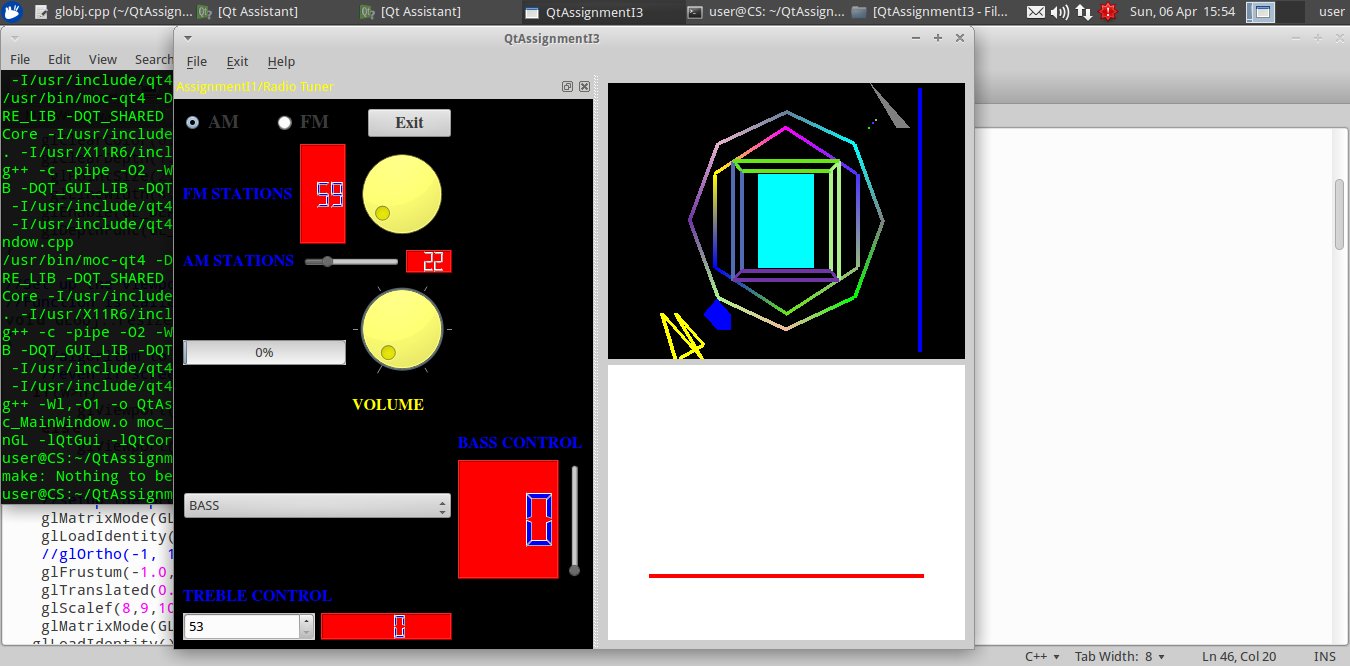 globj.cpp (~/QtAssign... [Qt Assistant] [Qt Assistant] QtAssignmentI3 user@CS: ~/QtAssign... [QtAssignmentI3 - Fil... Sun, 06 Apr 15:54 user
QtAssignmentI3
File Edit View Search
File Exit Help
AssignmentI1/Radio Tuner
-I/usr/include/qt4
/usr/bin/moc-qt4 -D
RE_LIB -DQT_SHARED
Core -I/usr/include
. -I/usr/X11R6/incl
g++ -c -pipe -O2 -W
B -DQT_GUI_LIB -DQT
-I/usr/include/qt4
-I/usr/include/qt4
ndow.cpp
/usr/bin/moc-qt4 -D
RE_LIB -DQT_SHARED
Core -I/usr/include
. -I/usr/X11R6/incl
g++ -c -pipe -O2 -W
B -DQT_GUI_LIB -DQT
-I/usr/include/qt4
-I/usr/include/qt4
g++ -Wl,-O1 -o QtAs
c_MainWindow.o moc_
nGL -lQtGui -lQtCor
user@CS:~/QtAssignm
make: Nothing to be
user@CS:~/QtAssignm
glMatrixMode(GL
glLoadIdentity(
//glOrtho(-1, 1
glFrustum(-1.0,
glTranslated(0.
glScalef(8,9,10
glMatrixMode(GL
glLoadIdentity()
AM FM Exit
FM STATIONS 59
AM STATIONS 22
0%
VOLUME
BASS CONTROL
BASS 0
TREBLE CONTROL
53 0
C++ Tab Width: 8 Ln 46, Col 20 INS